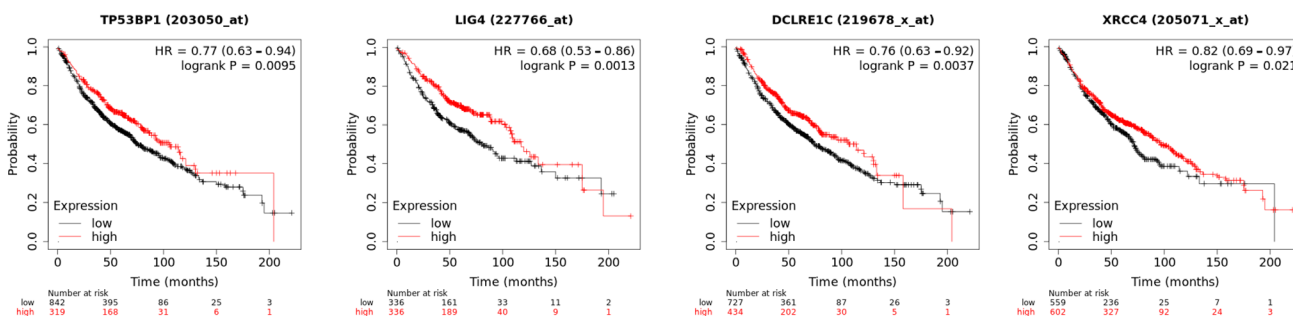 TP53BP1 (203050_at)
HR = 0.77 (0.63 – 0.94)
logrank P = 0.0095
Probability
1.0
0.8
0.6
0.4
0.2
0.0
Expression
low
high
0 50 100 150 200
Time (months)
Number at risk
low 842 395 86 25 3
high 319 168 31 6 1
LIG4 (227766_at)
HR = 0.68 (0.53 – 0.86)
logrank P = 0.0013
Probability
1.0
0.8
0.6
0.4
0.2
0.0
Expression
low
high
0 50 100 150 200
Time (months)
Number at risk
low 336 161 33 11 2
high 336 189 40 9 1
DCLRE1C (219678_x_at)
HR = 0.76 (0.63 – 0.92)
logrank P = 0.0037
Probability
1.0
0.8
0.6
0.4
0.2
0.0
Expression
low
high
0 50 100 150 200
Time (months)
Number at risk
low 727 361 87 26 3
high 434 202 30 5 1
XRCC4 (205071_x_at)
HR = 0.82 (0.69 – 0.97
logrank P = 0.021
Probability
1.0
0.8
0.6
0.4
0.2
0.0
Expression
low
high
0 50 100 150 200
Time (months)
Number at risk
low 559 236 25 7 1
high 602 327 92 24 3